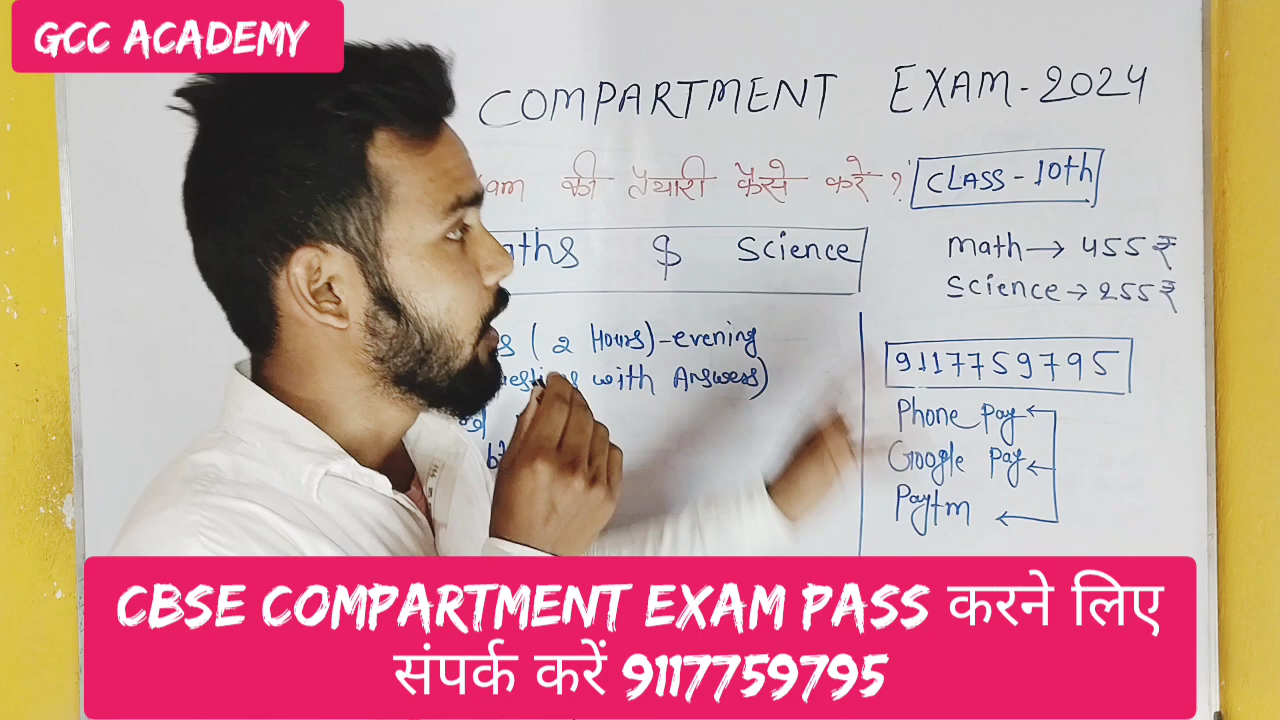 GCC ACADEMY
COMPARTMENT EXAM-2024
की तैयारी कैसे करे ?
CLASS-10th
$ Science
Math → 455₹
Science → 255₹
( 2 Hours)-evening
with Answers)
9117759795
Phone Pay ←
Google Pay ←
Paytm ←
CBSE COMPARTMENT EXAM PASS करने लिए
संपर्क करें 9117759795